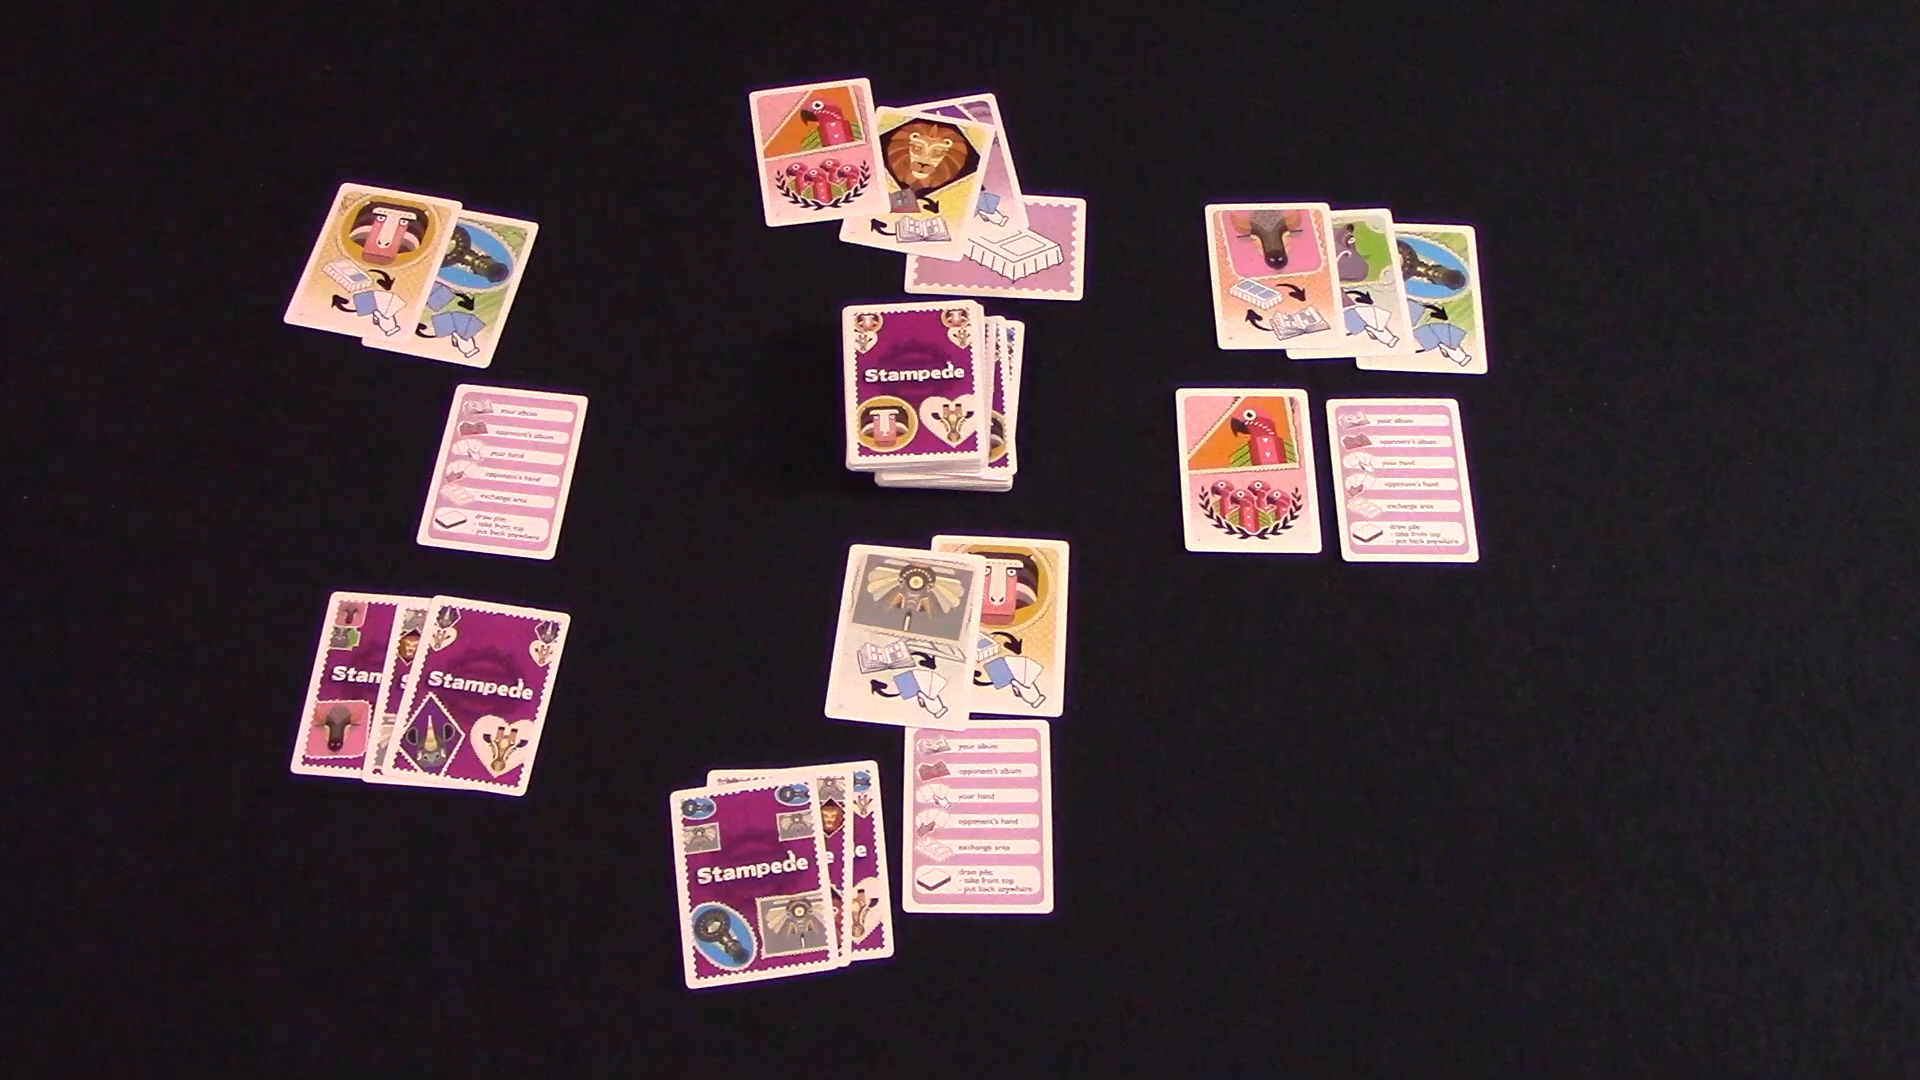 Stampede
your album
opponent's album
your hand
opponent's hand
exchange area
draw pile:
- take from top
- put back anywhere
your album
opponent's album
your hand
opponent's hand
exchange area
draw pile:
- take from top
- put back anywhere
Stam
S
Stampede
your album
opponent's album
your hand
opponent's hand
exchange area
draw pile:
- take from top
- put back anywhere
Stampede
e
e